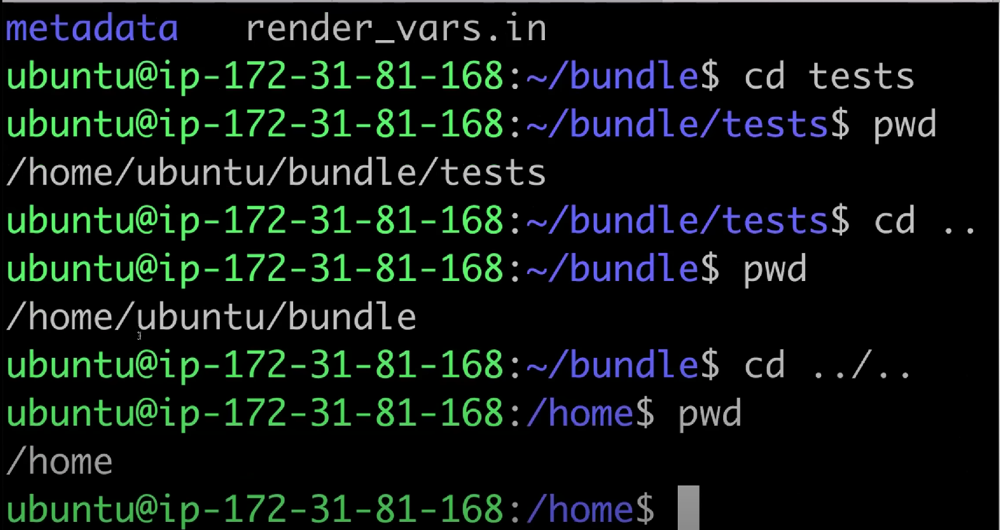 metadata   render_vars.in
ubuntu@ip-172-31-81-168:~/bundle$ cd tests
ubuntu@ip-172-31-81-168:~/bundle/tests$ pwd
/home/ubuntu/bundle/tests
ubuntu@ip-172-31-81-168:~/bundle/tests$ cd ..
ubuntu@ip-172-31-81-168:~/bundle$ pwd
/home/ubuntu/bundle
ubuntu@ip-172-31-81-168:~/bundle$ cd ../..
ubuntu@ip-172-31-81-168:/home$ pwd
/home
ubuntu@ip-172-31-81-168:/home$